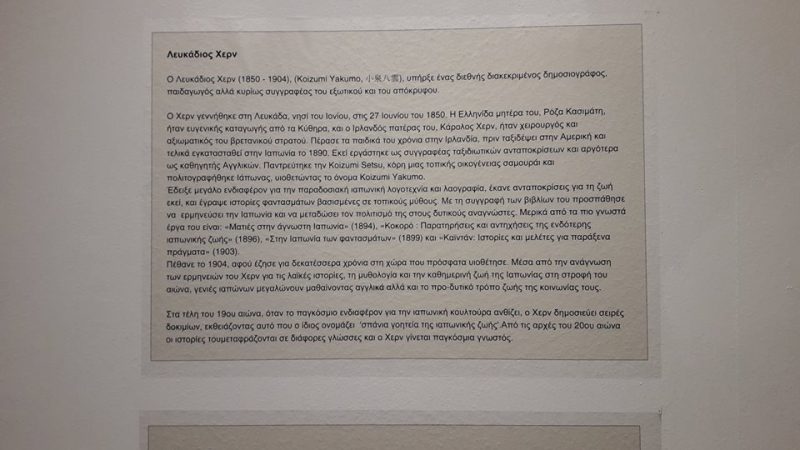 Λευκάδιος Χερν
Ο Λευκάδιος Χερν (1850 - 1904), (Koizumi Yakumo, 小泉八雲), υπήρξε ένας διεθνής διακεκριμένος δημοσιογράφος,
παιδαγωγός αλλά κυρίως συγγραφέας του εξωτικού και του απόκρυφου.
Ο Χερν γεννήθηκε στη Λευκάδα, νησί του Ιονίου, στις 27 Ιουνίου του 1850. Η Ελληνίδα μητέρα του, Ρόζα Κασιμάτη,
ήταν ευγενικής καταγωγής από τα Κύθηρα, και ο Ιρλανδός πατέρας του, Κάρολος Χερν, ήταν χειρουργός και
αξιωματικός του βρετανικού στρατού. Πέρασε τα παιδικά του χρόνια στην Ιρλανδία, πριν ταξιδέψει στην Αμερική και
τελικά εγκατασταθεί στην Ιαπωνία το 1890. Εκεί εργάστηκε ως συγγραφέας ταξιδιωτικών ανταποκρίσεων και αργότερα
ως καθηγητής Αγγλικών. Παντρεύτηκε την Koizumi Setsu, κόρη μιας τοπικής οικογένειας σαμουράι και
πολιτογραφήθηκε Ιάπωνας, υιοθετώντας το όνομα Koizumi Yakumo.
Έδειξε μεγάλο ενδιαφέρον για την παραδοσιακή ιαπωνική λογοτεχνία και λαογραφία, έκανε ανταποκρίσεις για τη ζωή
εκεί, και έγραψε ιστορίες φαντασμάτων βασισμένες σε τοπικούς μύθους. Με τη συγγραφή των βιβλίων του προσπάθησε
να ερμηνεύσει την Ιαπωνία και να μεταδώσει τον πολιτισμό της στους δυτικούς αναγνώστες. Μερικά από τα πιο γνωστά
έργα του είναι: «Ματιές στην άγνωστη Ιαπωνία» (1894), «Κοκορό : Παρατηρήσεις και αντηχήσεις της ενδότερης
ιαπωνικής ζωής» (1896), «Στην Ιαπωνία των φαντασμάτων» (1899) και «Καϊντάν: Ιστορίες και μελέτες για παράξενα
πράγματα» (1903).
Πέθανε το 1904, αφού έζησε για δεκατέσσερα χρόνια στη χώρα που πρόσφατα υιοθέτησε. Μέσα από την ανάγνωση
των ερμηνειών του Χερν για τις λαϊκές ιστορίες, τη μυθολογία και την καθημερινή ζωή της Ιαπωνίας στη στροφή του
αιώνα, γενιές ιαπώνων μεγαλώνουν μαθαίνοντας αγγλικά αλλά και το προ-δυτικό τρόπο ζωής της κοινωνίας τους.
Στα τέλη του 19ου αιώνα, όταν το παγκόσμιο ενδιαφέρον για την ιαπωνική κουλτούρα ανθίζει, ο Χερν δημοσιεύει σειρές
δοκιμίων, εκθειάζοντας αυτό που ο ίδιος ονομάζει 'σπάνια γοητεία της ιαπωνικής ζωής'.Από τις αρχές του 20ου αιώνα
οι ιστορίες τουμεταφράζονται σε διάφορες γλώσσες και ο Χερν γίνεται παγκόσμια γνωστός.